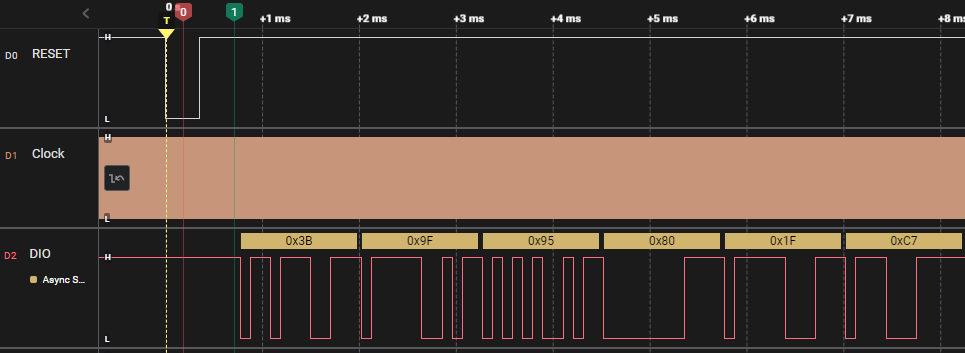 0 0 1 +1 ms +2 ms +3 ms +4 ms +5 ms +6 ms +7 ms +8 ms
T
D0 RESET H
L
D1 Clock H
L
D2 DIO H
Async S...
L
0x3B 0x9F 0x95 0x80 0x1F 0xC7